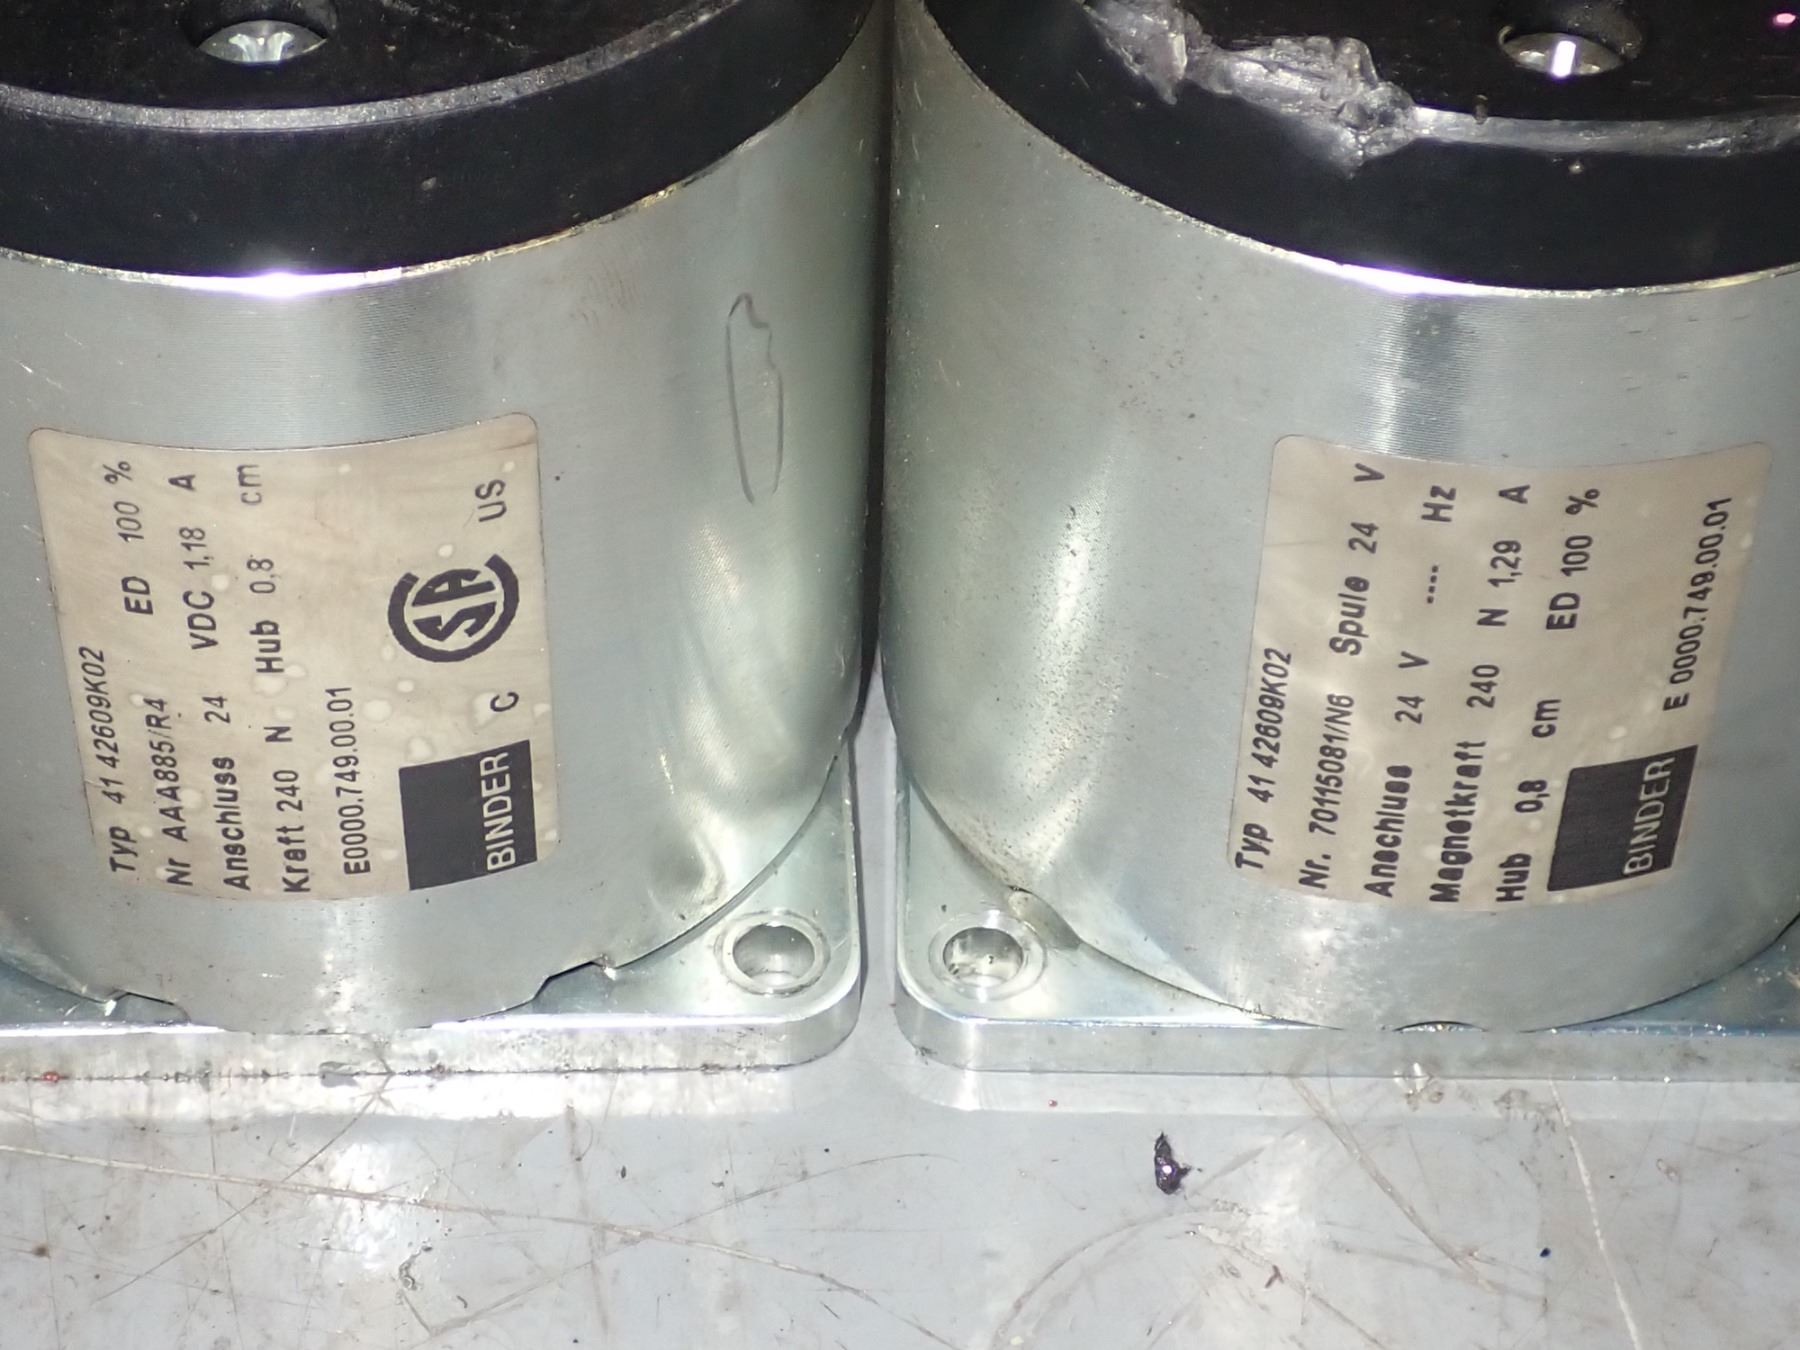 Typ 41 42609K02
Nr AAA885/R4 ED 100 %
Anschluss 24 VDC 1,18 A
Kraft 240 N Hub 0,8 cm
E0000.749.00.01
BINDER C SA US
Typ 41 42609K02
Nr. 70115081/N6 Spule 24 V
Anschluss 24 V .... Hz
Magnetkraft 240 N 1,29 A
Hub 0,8 cm ED 100 %
BINDER E 0000.749.00.01